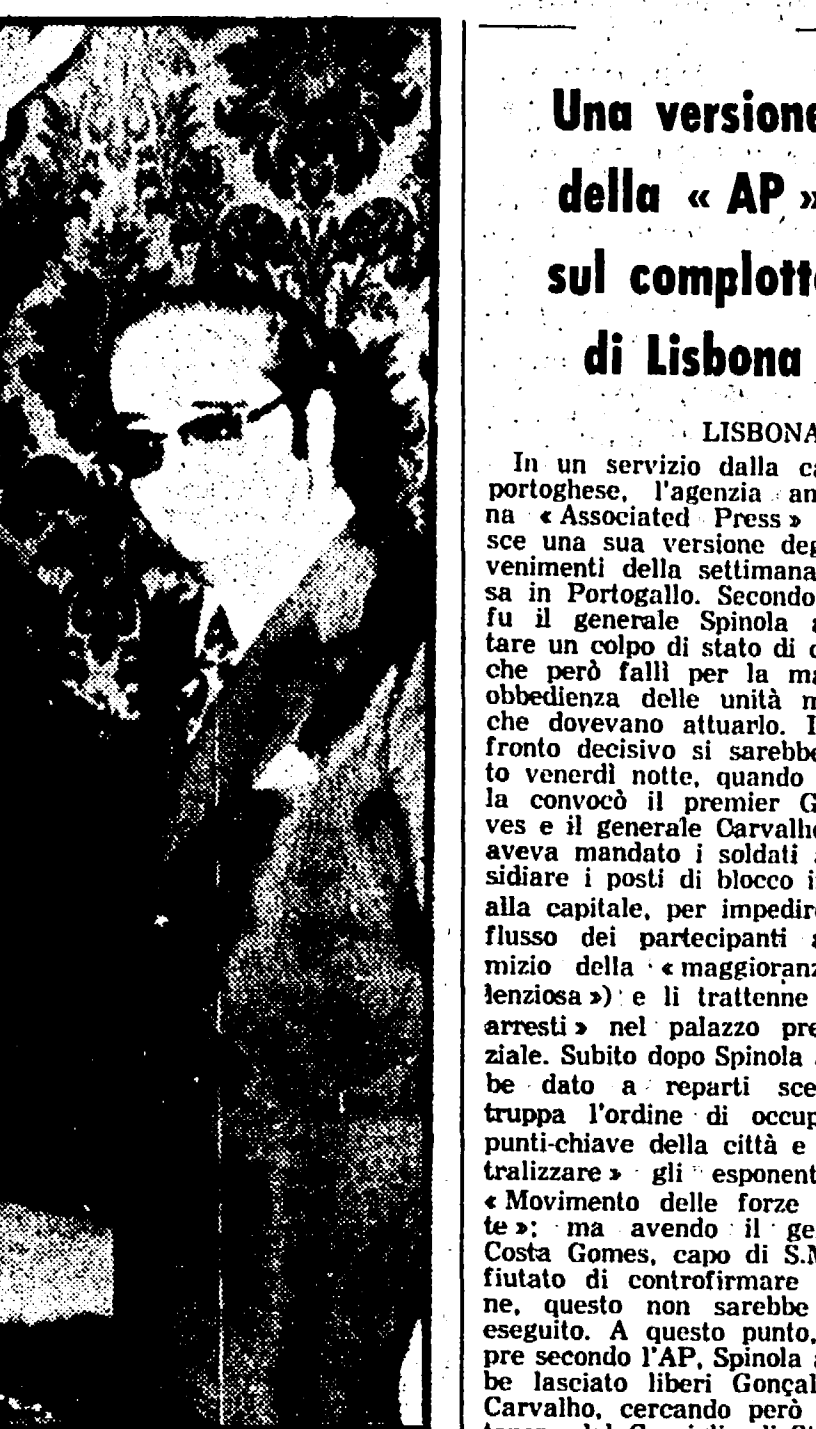 Una versione
della « AP »
sul complotto
di Lisbona
LISBONA
In un servizio dalla ca
portoghese, l'agenzia am
na « Associated Press »
sce una sua versione deg
venimenti della settimana
sa in Portogallo. Secondo
fu il generale Spinola a
tare un colpo di stato di d
che però fallì per la ma
obbedienza delle unità m
che dovevano attuarlo. I
fronto decisivo si sarebbe
to venerdì notte, quando
la convocò il premier G
ves e il generale Carvalho
aveva mandato i soldati a
sidiare i posti di blocco i
alla capitale, per impedire
flusso dei partecipanti a
mizio della « maggioranz
lenziosa ») e li trattenne
arresti » nel palazzo pre
ziale. Subito dopo Spinola
be dato a reparti sce
truppa l'ordine di occup
punti-chiave della città e
tralizzare » gli esponent
« Movimento delle forze
te »; ma avendo il ge
Costa Gomes, capo di S.M
fiutato di controfirmare
ne, questo non sarebbe
eseguito. A questo punto,
pre secondo l'AP, Spinola a
be lasciato liberi Gonçal
Carvalho, cercando però